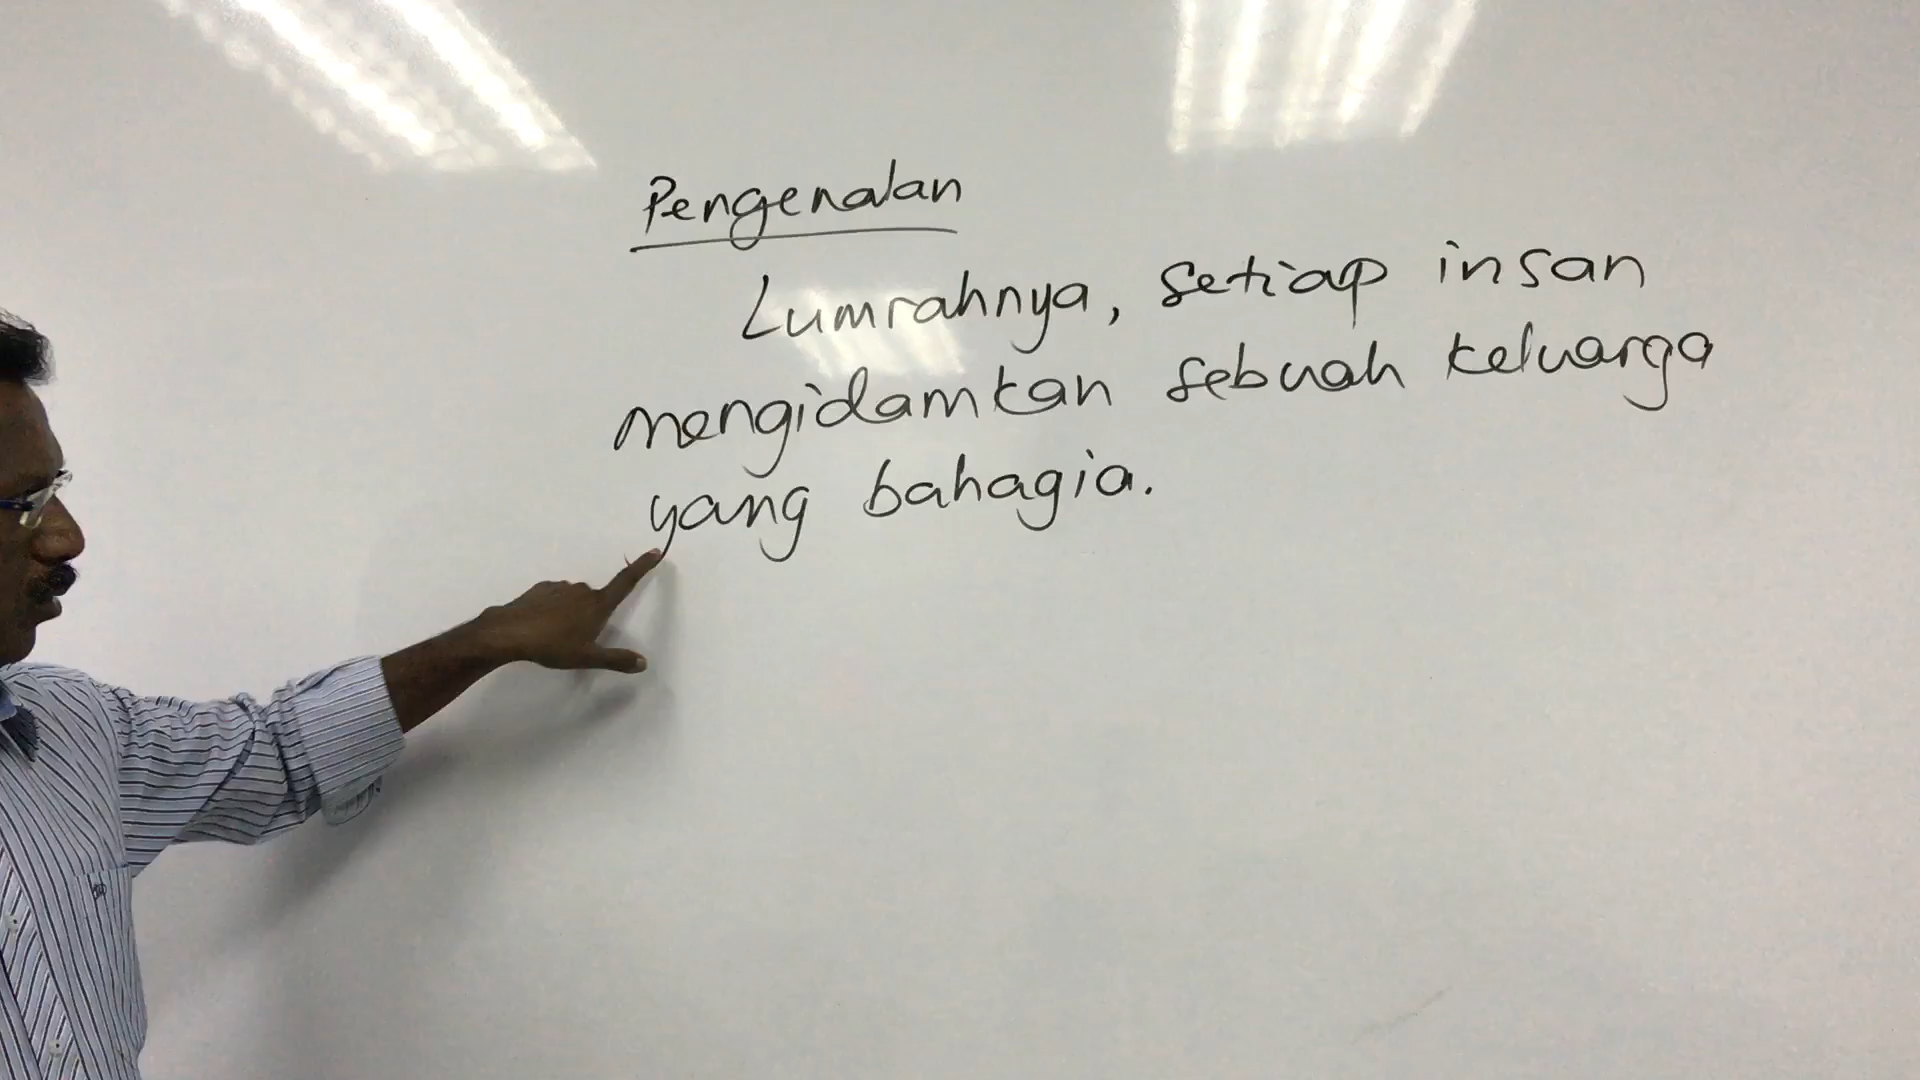 Pengenalan
Lumrahnya, setiap insan
mengidamkan sebuah keluarga
yang bahagia.